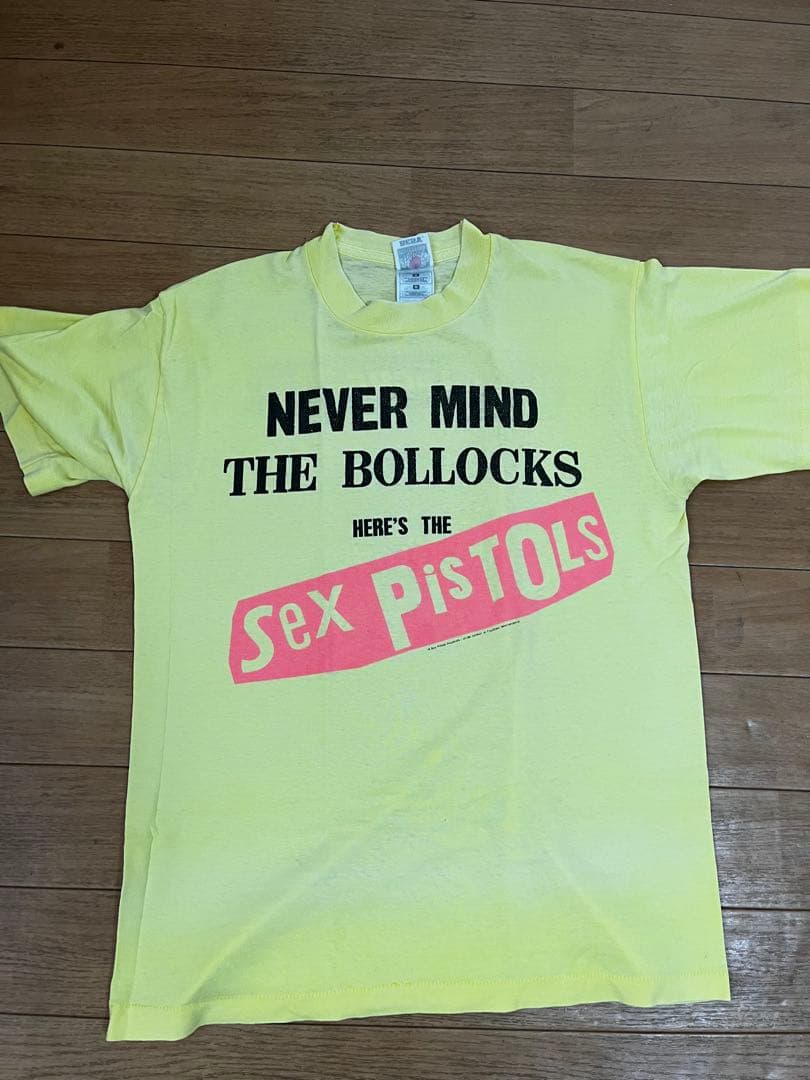 NEVER MIND
THE BOLLOCKS
HERE'S THE
Sex PiSTOLS